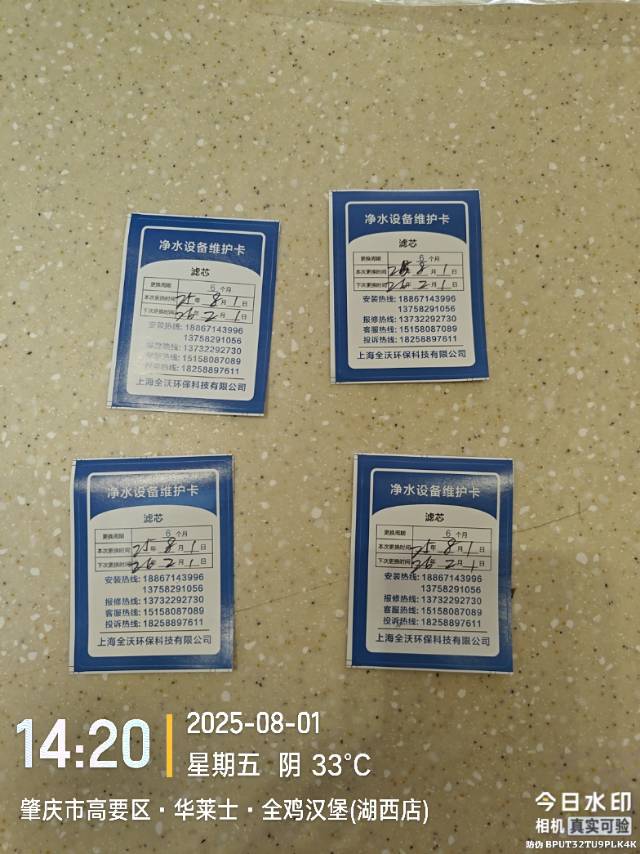 净水设备维护卡
滤芯
更换周期 6 个月
本次更换时间 25年 8月 1日
下次更换时间 26年 2月 1日
安装热线: 18867143996
13758291056
报修热线: 13732292730
客服热线: 15158087089
投诉热线: 18258897611
上海全沃环保科技有限公司
净水设备维护卡
滤芯
更换周期 6 个月
本次更换时间 25年 8月 1日
下次更换时间 26年 2月 1日
安装热线: 18867143996
13758291056
报修热线: 13732292730
客服热线: 15158087089
投诉热线: 18258897611
上海全沃环保科技有限公司
净水设备维护卡
滤芯
更换周期 6 个月
本次更换时间 25年 8月 1日
下次更换时间 26年 2月 1日
安装热线: 18867143996
13758291056
报修热线: 13732292730
客服热线: 15158087089
投诉热线: 18258897611
上海全沃环保科技有限公司
净水设备维护卡
滤芯
更换周期 6 个月
本次更换时间 25年 8月 1日
下次更换时间 26年 2月 1日
安装热线: 18867143996
13758291056
报修热线: 13732292730
客服热线: 15158087089
投诉热线: 18258897611
上海全沃环保科技有限公司
14:20
2025-08-01
星期五 阴 33°C
肇庆市高要区·华莱士·全鸡汉堡(湖西店)
今日水印
相机 真实可验
防伪 BPUT32TU9PLK4K